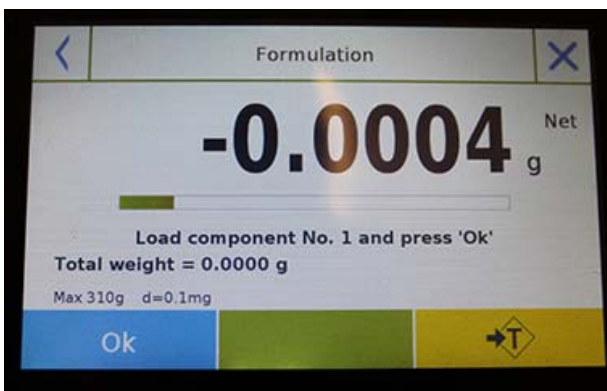 Formulation
-0.0004 g Net
Load component No. 1 and press 'Ok'
Total weight = 0.0000 g
Max 310g d=0.1mg
Ok
→T